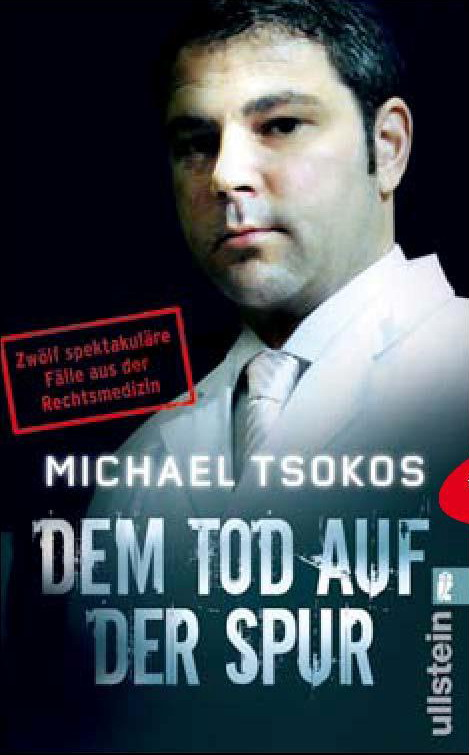 Zwölf spektakuläre
Fälle aus der
Rechtsmedizin
MICHAEL TSOKOS
DEM TOD AUF
DER SPUR
ullstein